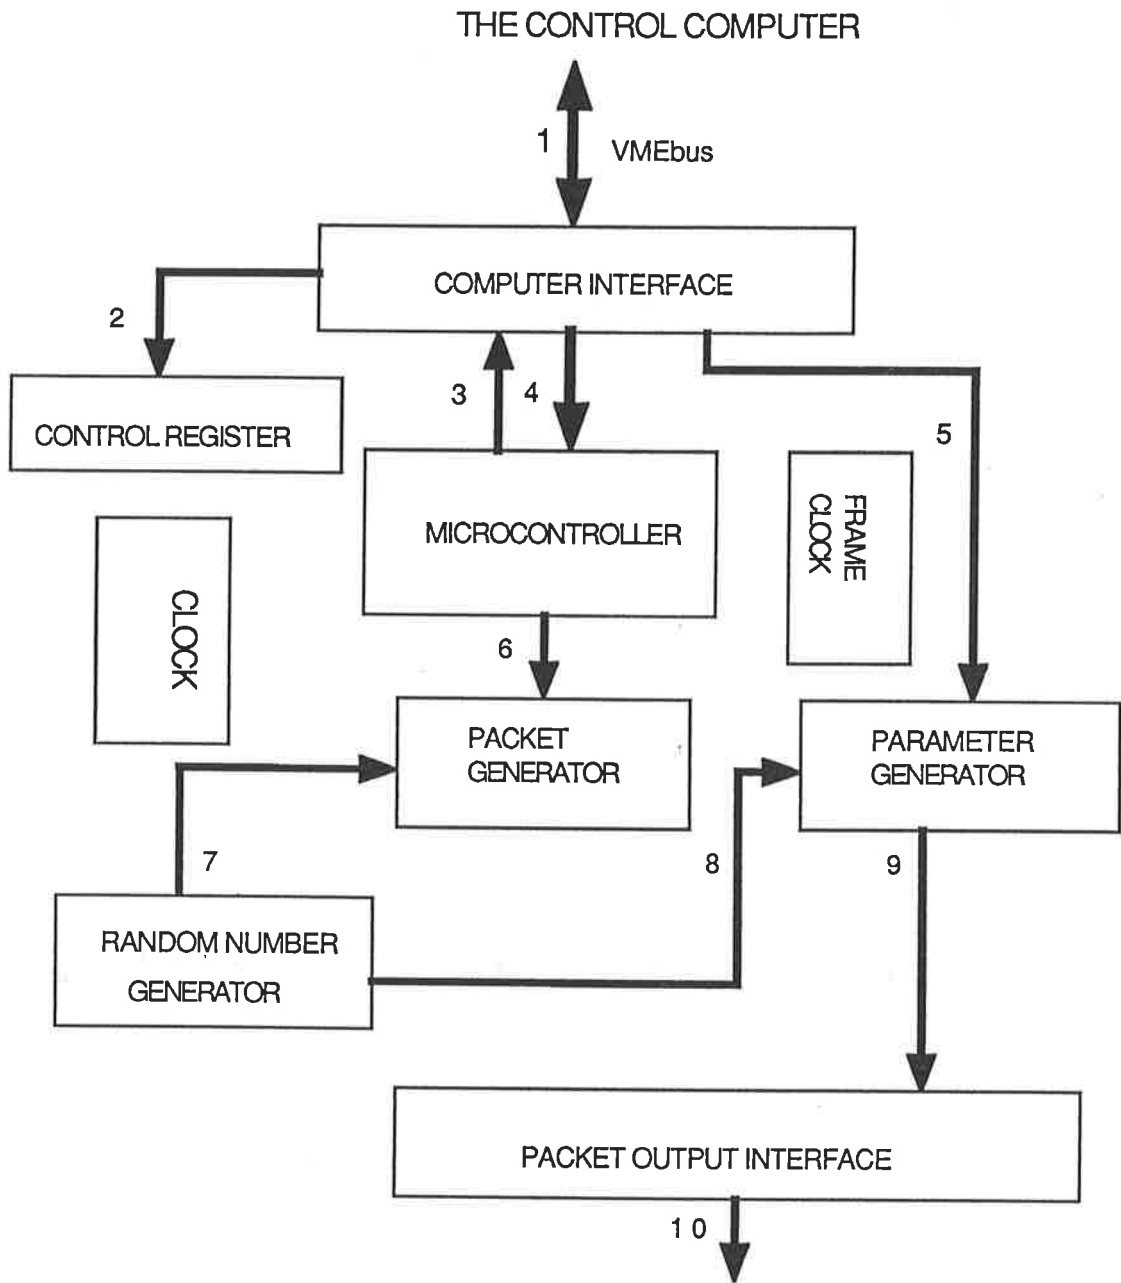 THE CONTROL COMPUTER
1
VMEbus
COMPUTER INTERFACE
2
3
4
5
CONTROL REGISTER
MICROCONTROLLER
FRAME
CLOCK
CLOCK
6
PACKET
GENERATOR
PARAMETER
GENERATOR
7
8
9
RANDOM NUMBER
GENERATOR
PACKET OUTPUT INTERFACE
1 0